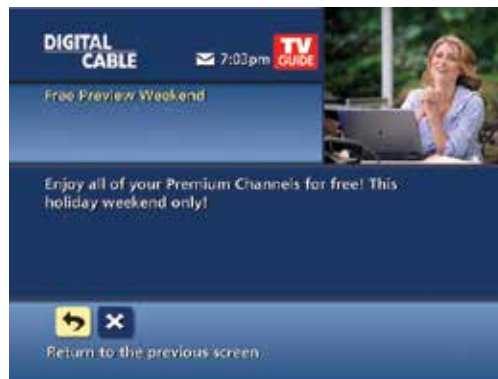 DIGITAL
CABLE
7:03pm
TV
GUIDE
Free Preview Weekend
Enjoy all of your Premium Channels for free! This
holiday weekend only!
Return to the previous screen